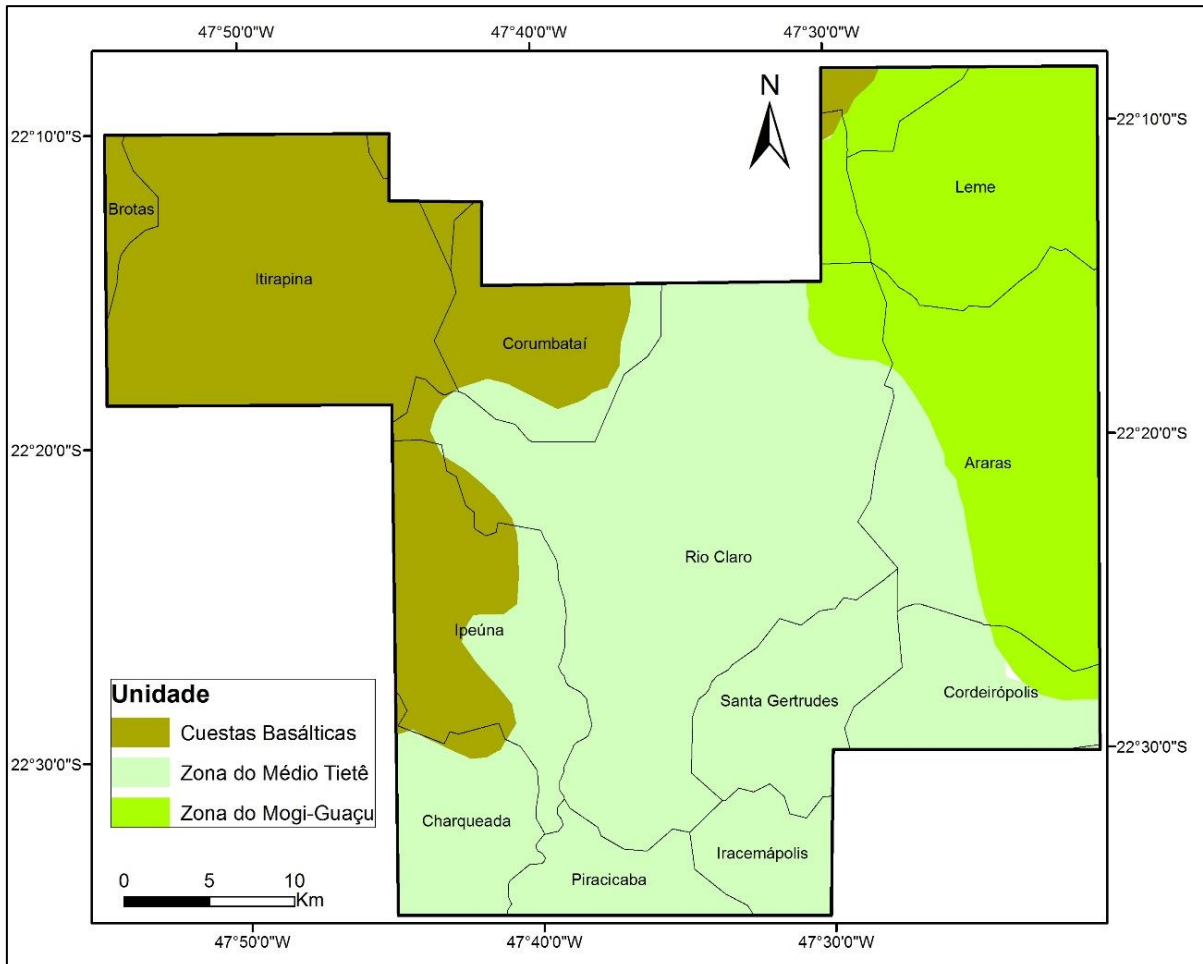 47°50'0"W 47°40'0"W 47°30'0"W
N
22°10'0"S 22°10'0"S
Leme
Brotas
Itirapina
Corumbataí
22°20'0"S 22°20'0"S
Araras
Rio Claro
Ipeúna
Unidade
Cuestas Basálticas
Zona do Médio Tietê
Zona do Mogi-Guaçu
Santa Gertrudes
Cordeirópolis
22°30'0"S 22°30'0"S
Charqueada
Iracemápolis
Piracicaba
0 5 10
Km
47°50'0"W 47°40'0"W 47°30'0"W